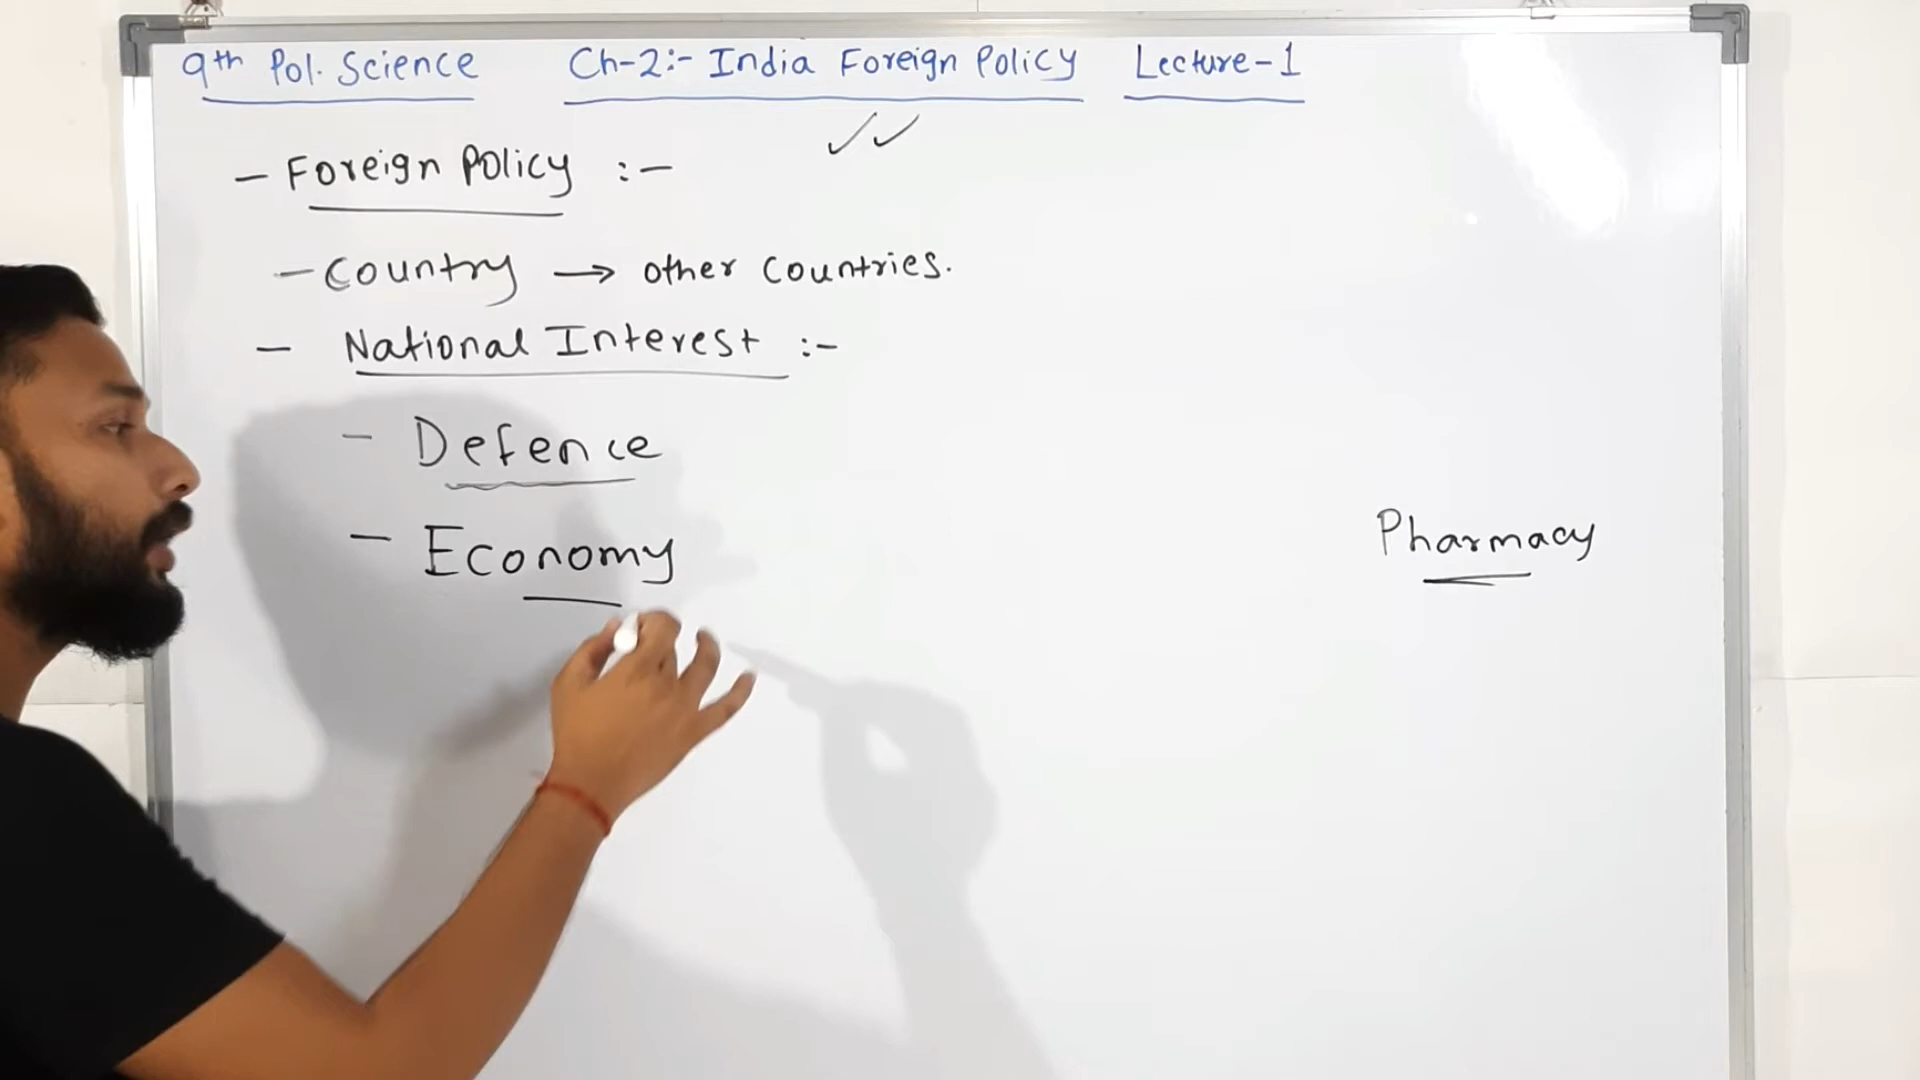 9th Pol. Science Ch-2:- India Foreign Policy Lecture-1
- Foreign Policy :-
- Country → other countries.
- National Interest :-
- Defence
- Economy
Pharmacy